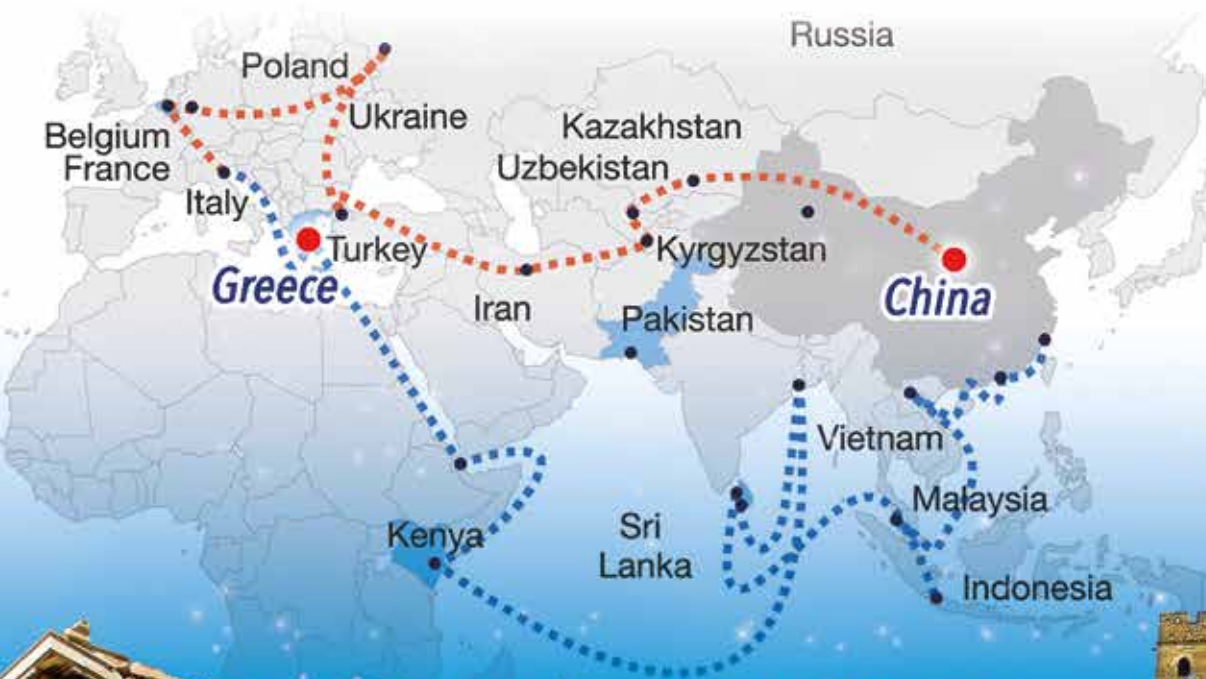 Russia
Poland
Ukraine
Belgium
France
Kazakhstan
Uzbekistan
Italy
Turkey
Kyrgyzstan
Greece
China
Iran
Pakistan
Vietnam
Malaysia
Kenya
Sri
Lanka
Indonesia